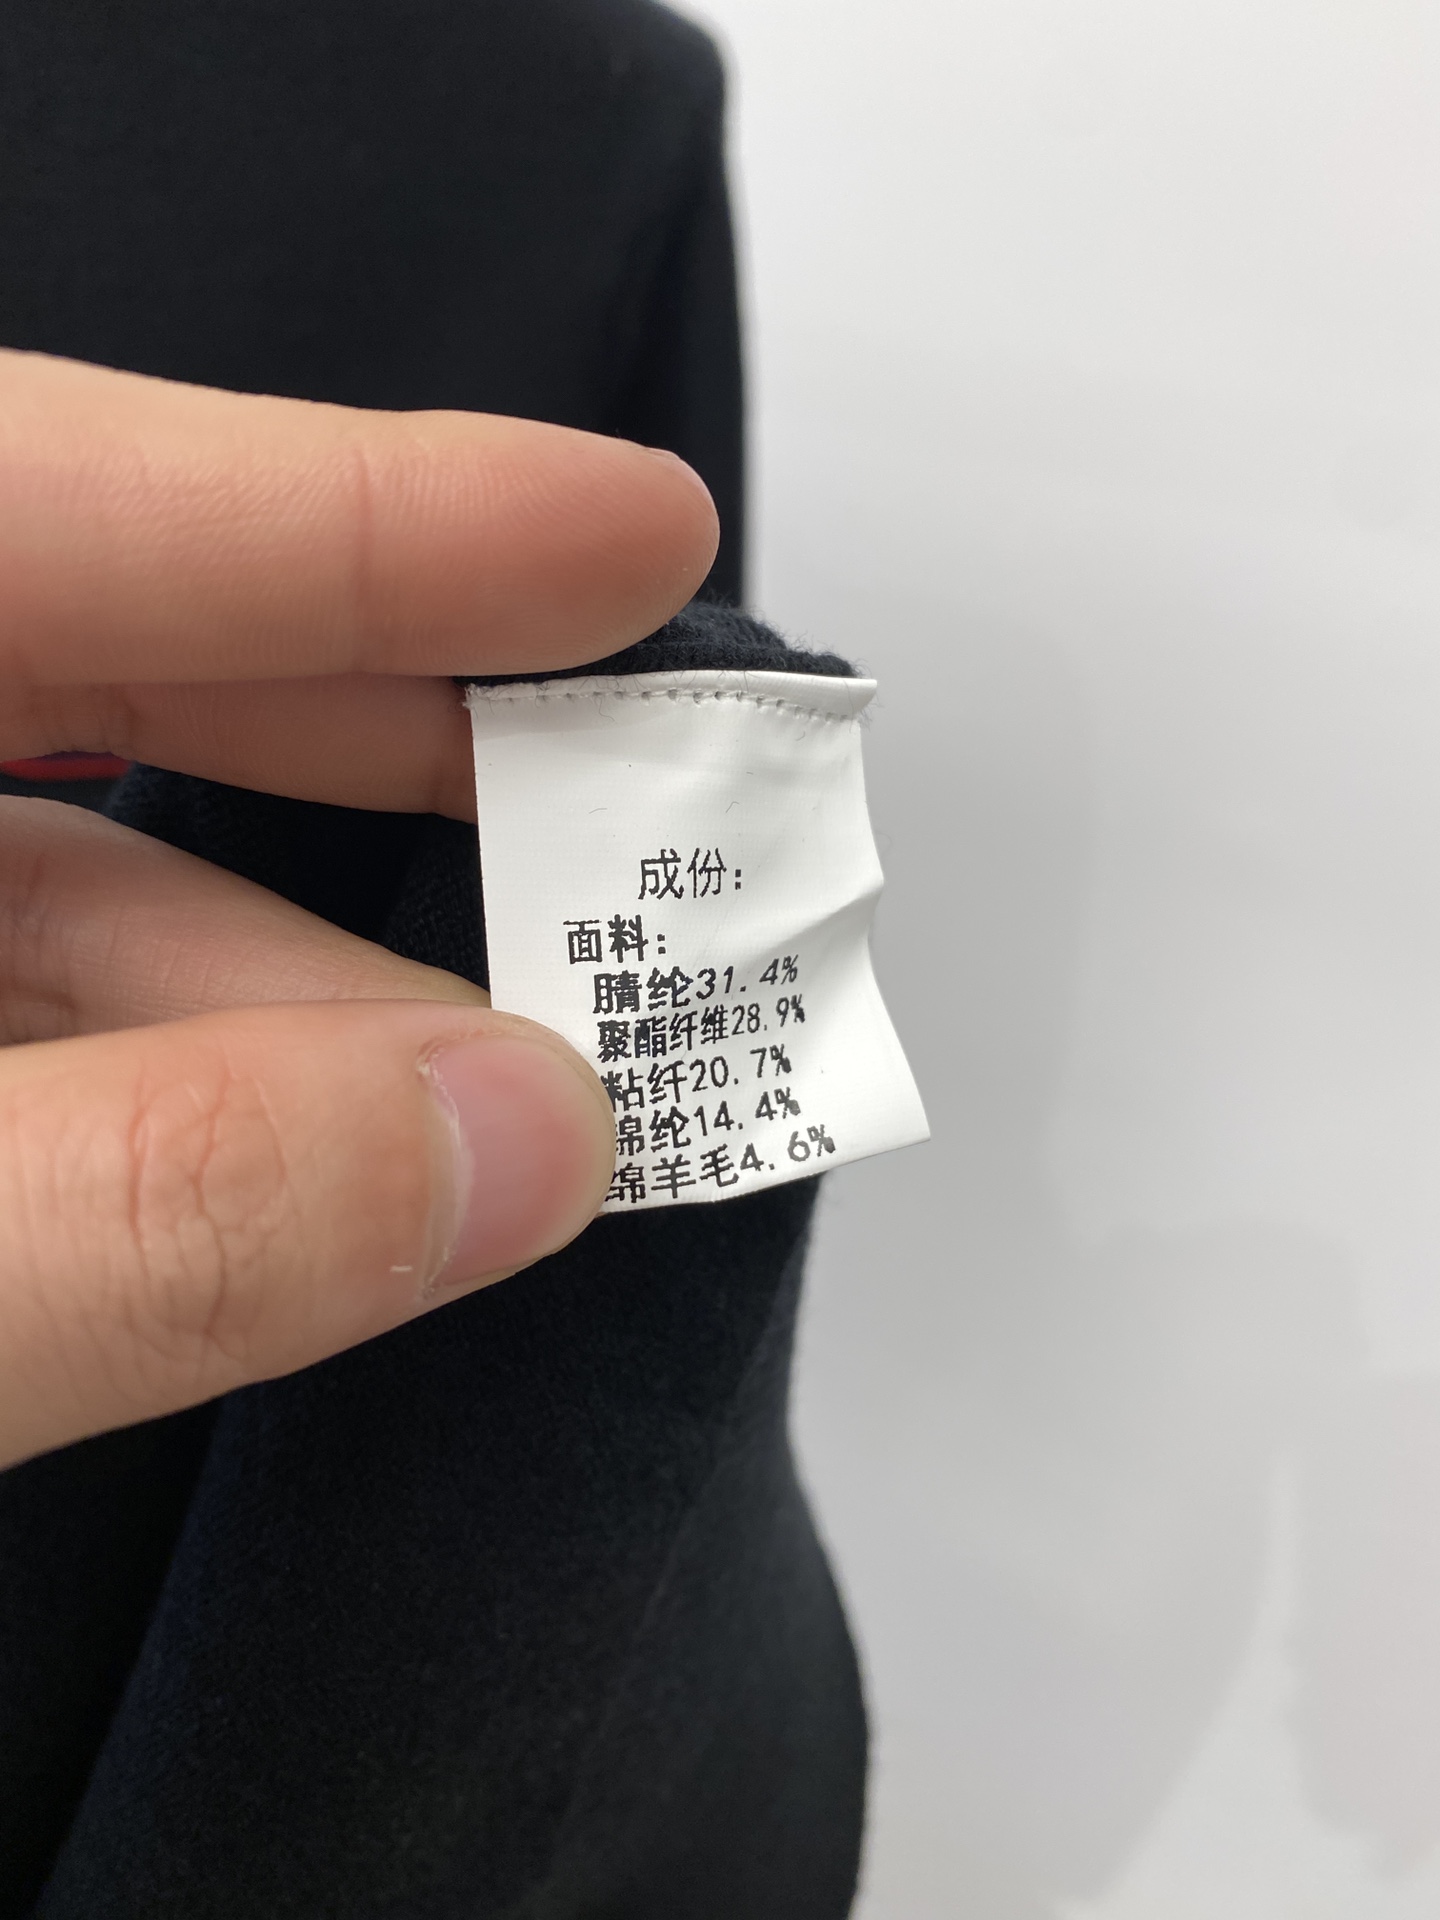 成份:
面料:
腈纶31.4%
聚酯纤维28.9%
粘纤20.7%
锦纶14.4%
绵羊毛4.6%